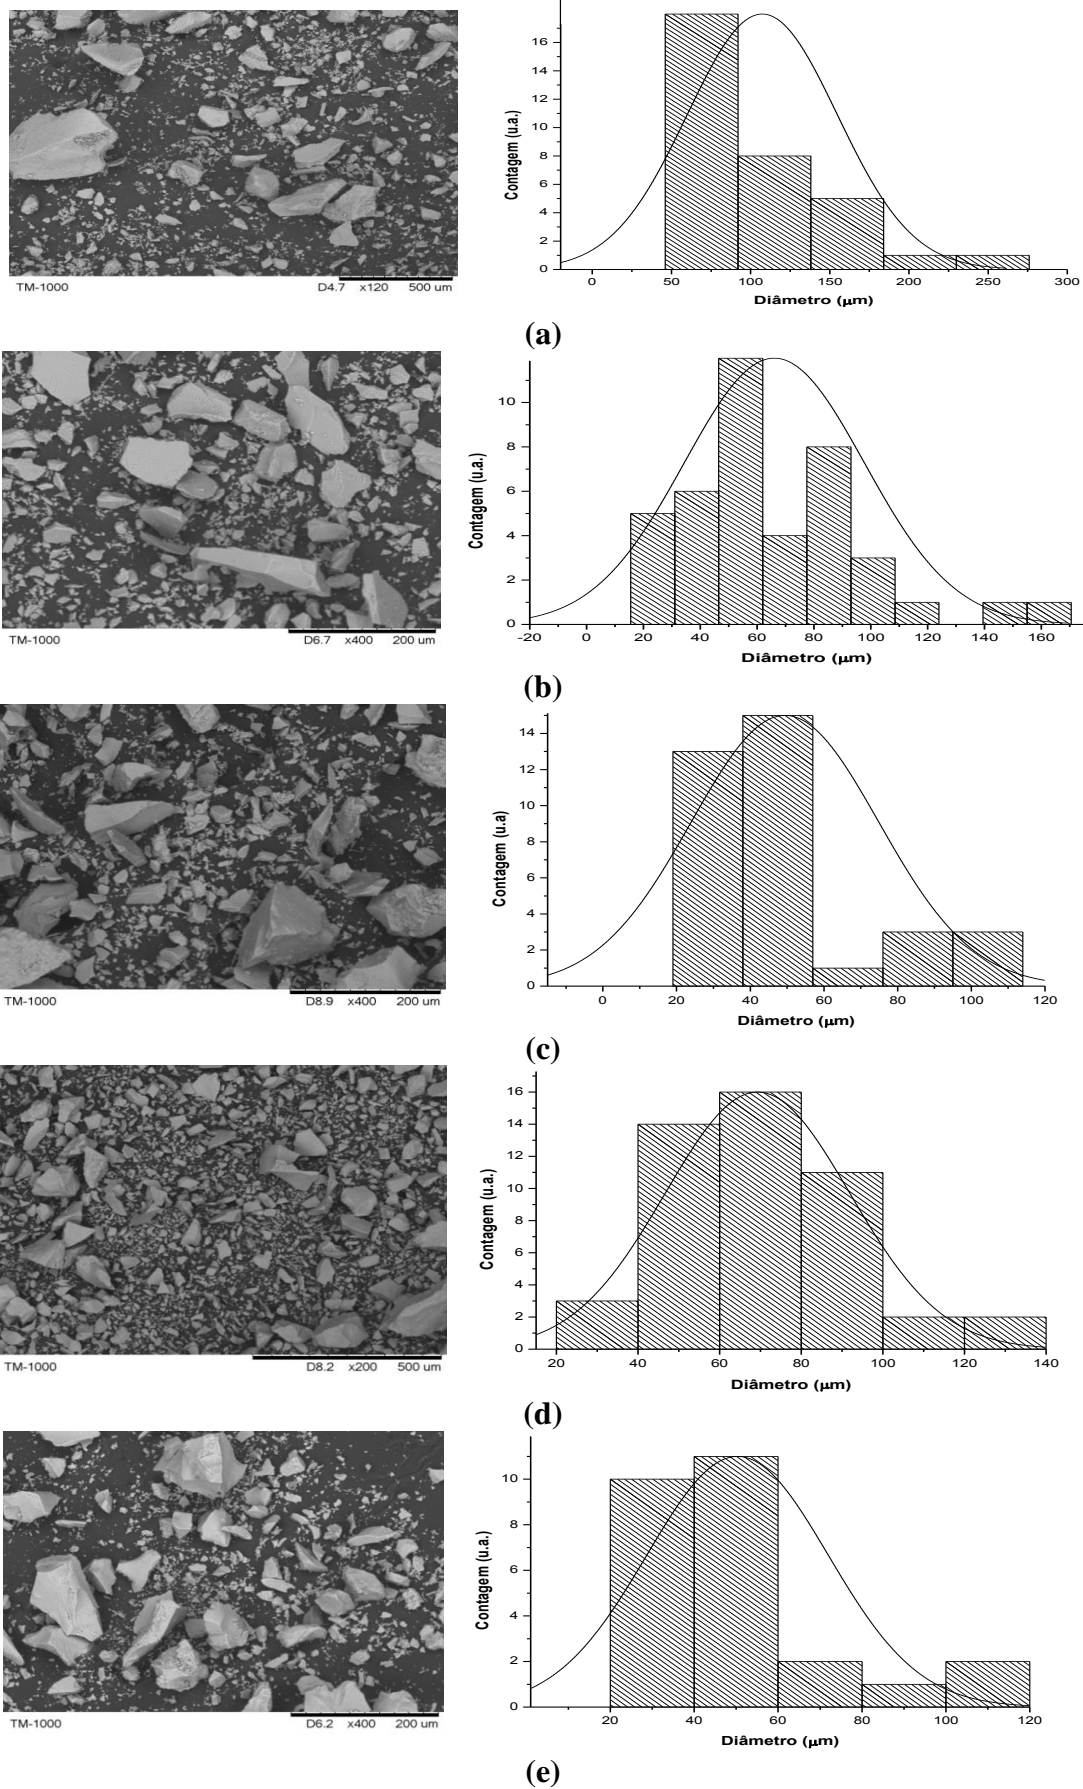 TM-1000 D4.7 x120 500 um
Contagem (u.a.)
16
14
12
10
8
6
4
2
0
0 50 100 150 200 250 300
Diâmetro (µm)
(a)
TM-1000 D6.7 x400 200 um
Contagem (u.a.)
10
8
6
4
2
0
-20 0 20 40 60 80 100 120 140 160
Diâmetro (µm)
(b)
TM-1000 D8.9 x400 200 um
Contagem (u.a)
14
12
10
8
6
4
2
0
0 20 40 60 80 100 120
Diâmetro (µm)
(c)
TM-1000 D8.2 x200 500 um
Contagem (u.a.)
16
14
12
10
8
6
4
2
0
20 40 60 80 100 120 140
Diâmetro (µm)
(d)
TM-1000 D6.2 x400 200 um
Contagem (u.a.)
10
8
6
4
2
0
20 40 60 80 100 120
Diâmetro (µm)
(e)